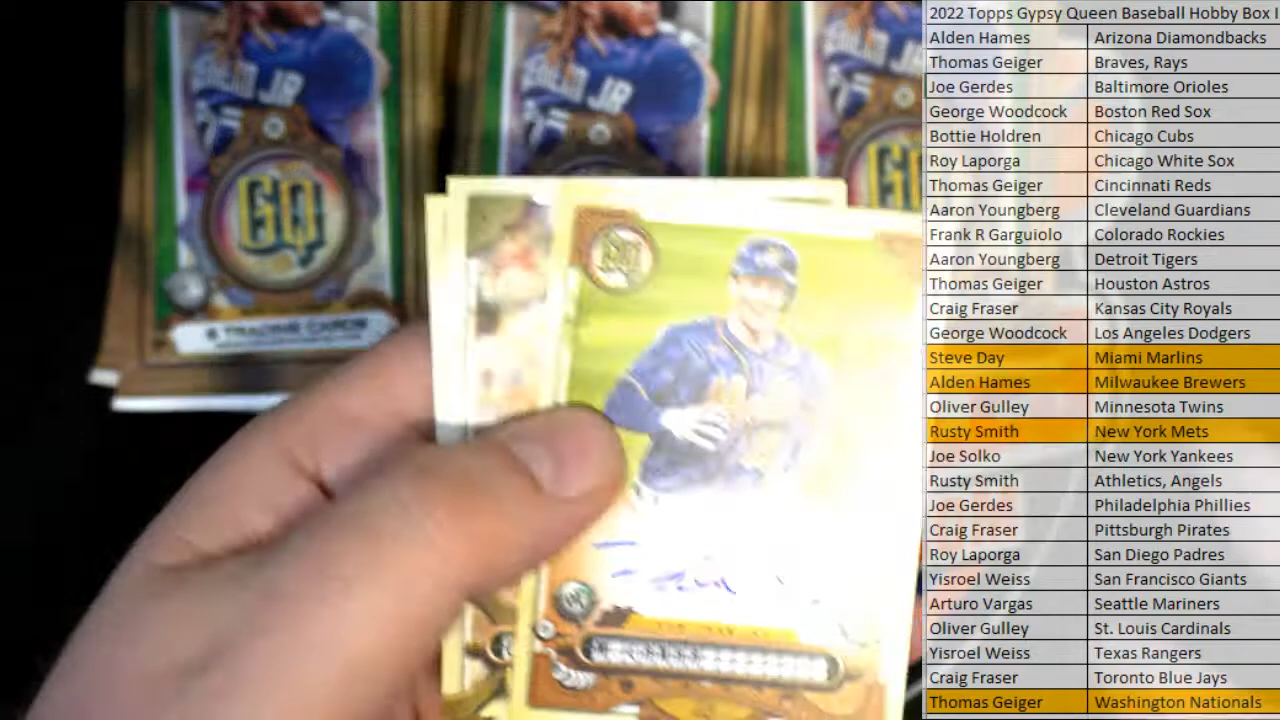 2022 Topps Gypsy Queen Baseball Hobby Box
Alden Hames Arizona Diamondbacks
Thomas Geiger Braves, Rays
Joe Gerdes Baltimore Orioles
George Woodcock Boston Red Sox
Bottie Holdren Chicago Cubs
Roy Laporga Chicago White Sox
Thomas Geiger Cincinnati Reds
Aaron Youngberg Cleveland Guardians
Frank R Garguiolo Colorado Rockies
Aaron Youngberg Detroit Tigers
Thomas Geiger Houston Astros
Craig Fraser Kansas City Royals
George Woodcock Los Angeles Dodgers
Steve Day Miami Marlins
Alden Hames Milwaukee Brewers
Oliver Gulley Minnesota Twins
Rusty Smith New York Mets
Joe Solko New York Yankees
Rusty Smith Athletics, Angels
Joe Gerdes Philadelphia Phillies
Craig Fraser Pittsburgh Pirates
Roy Laporga San Diego Padres
Yisroel Weiss San Francisco Giants
Arturo Vargas Seattle Mariners
Oliver Gulley St. Louis Cardinals
Yisroel Weiss Texas Rangers
Craig Fraser Toronto Blue Jays
Thomas Geiger Washington Nationals
JR
GQ
TRADING CARDS
JR
GQ